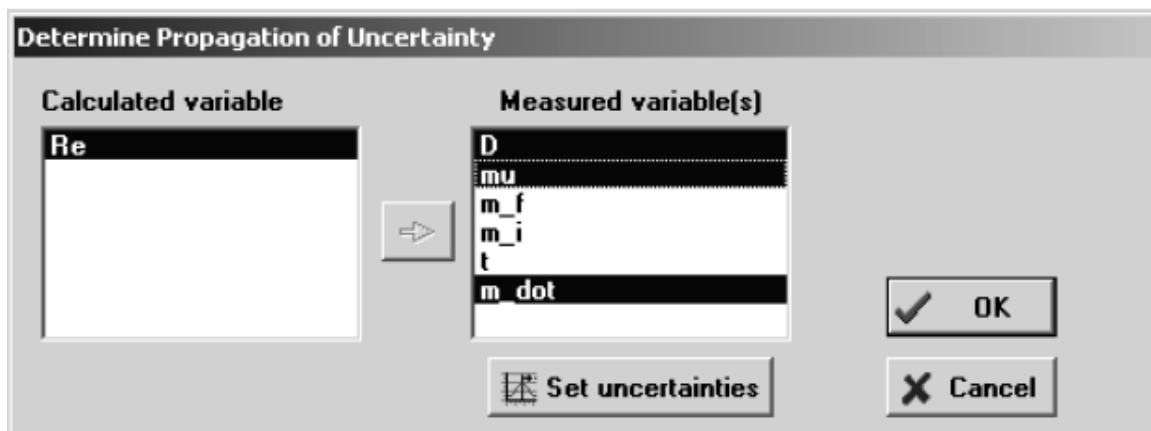 Determine Propagation of Uncertainty
Calculated variable
Re
Measured variable(s)
D
mu
m_f
m_i
t
m_dot
Set uncertainties
OK
Cancel